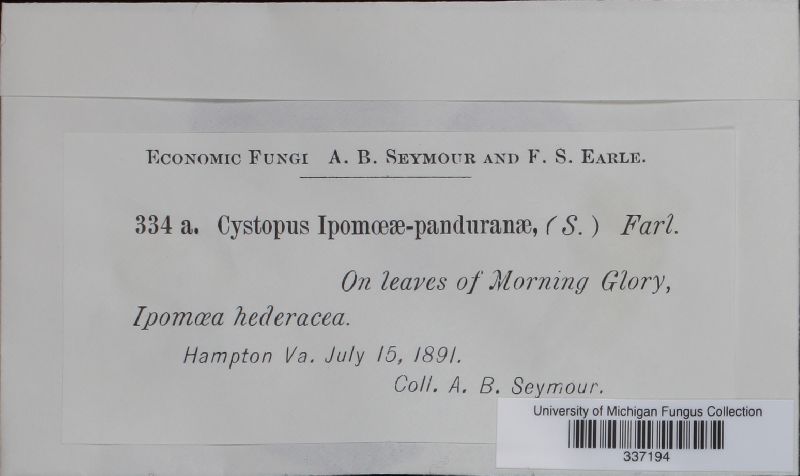 Economic Fungi A. B. Seymour and F. S. Earle.
334 a. Cystopus Ipomœæ-panduranæ, (S.) Farl.
On leaves of Morning Glory,
Ipomœa hederacea.
Hampton Va. July 15, 1891.
Coll. A. B. Seymour.
University of Michigan Fungus Collection
337194